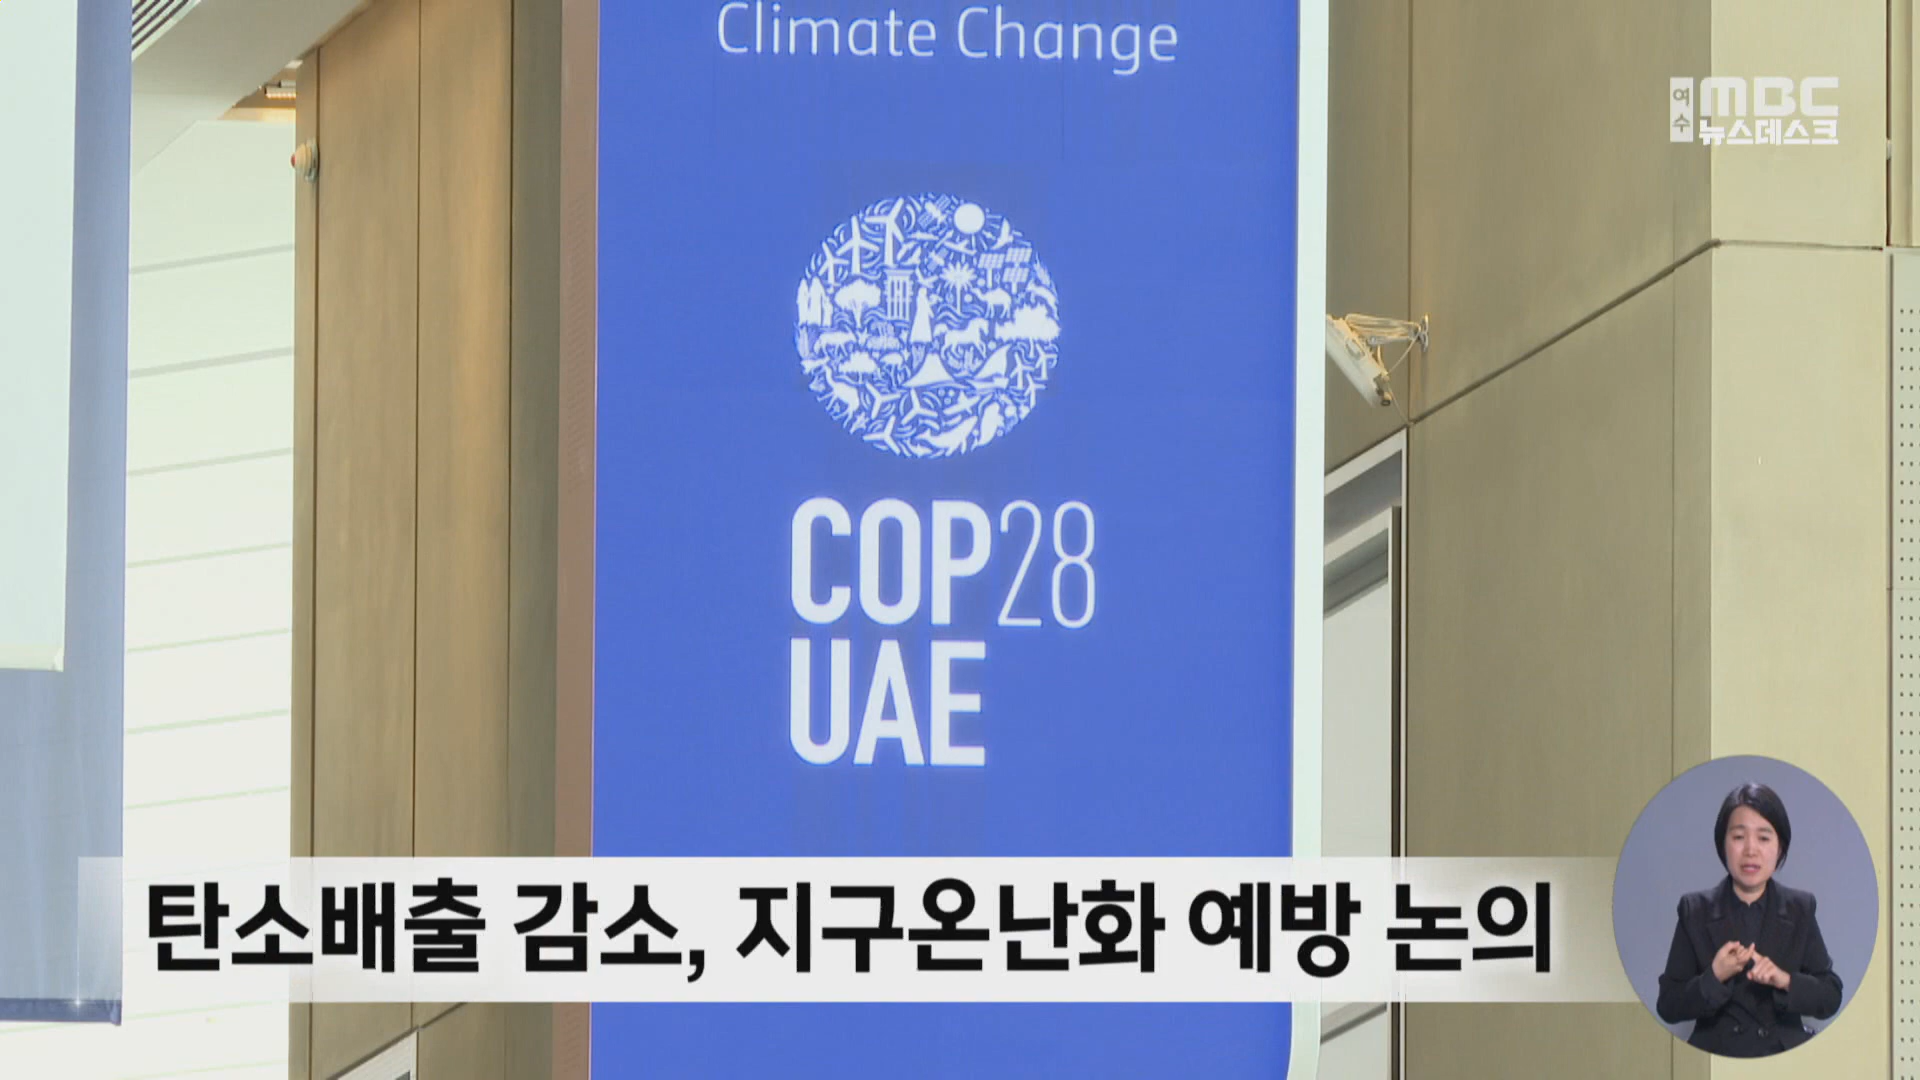 Climate Change
여수
MBC
뉴스데스크
COP28
UAE
탄소배출 감소, 지구온난화 예방 논의